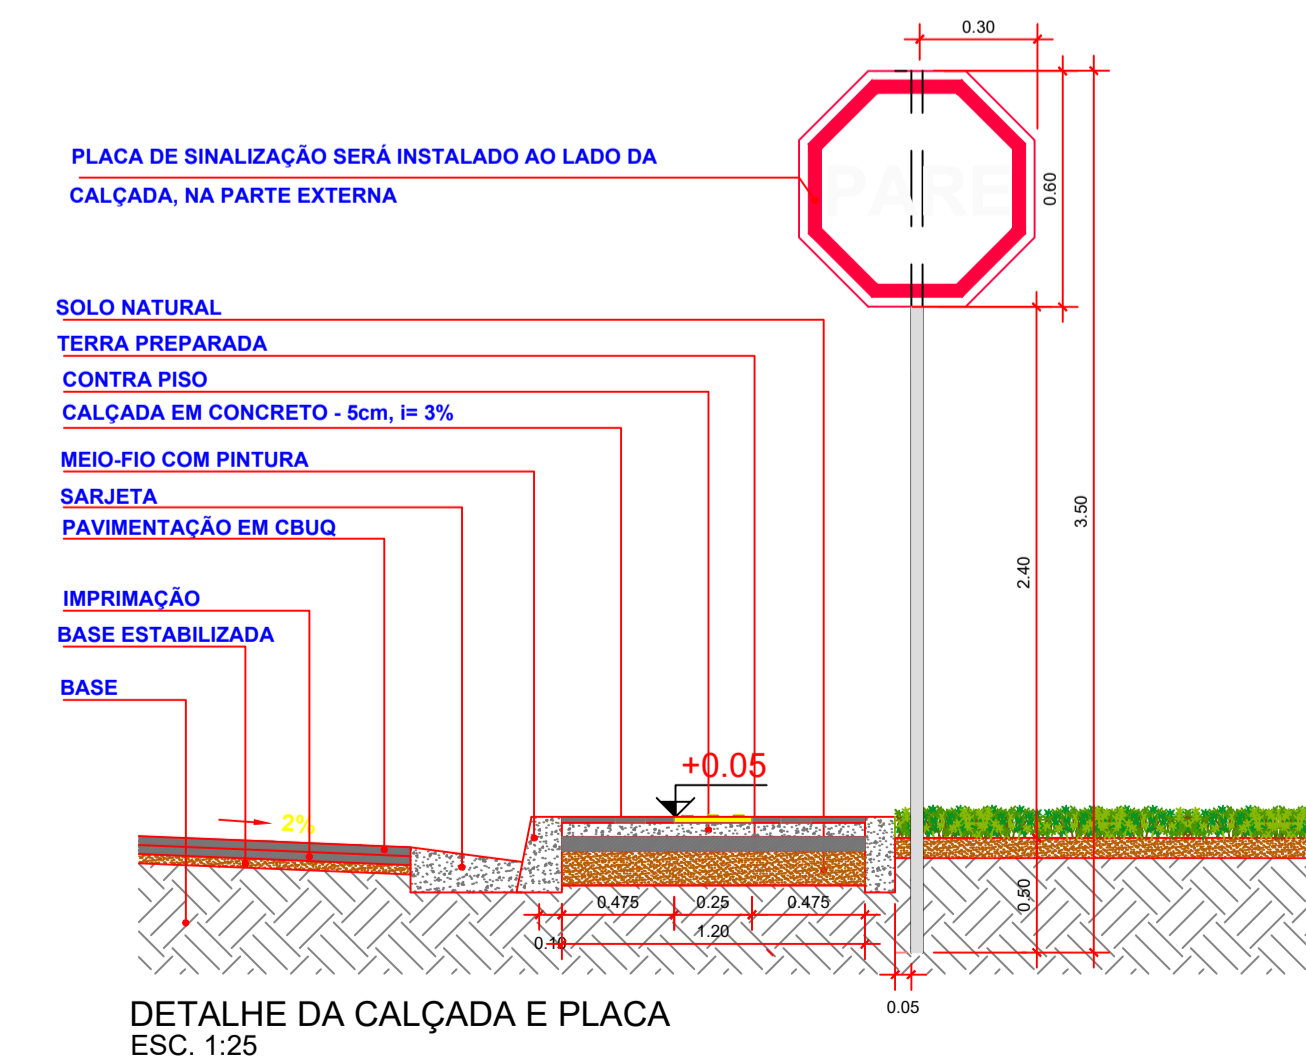 0.30
PLACA DE SINALIZAÇÃO SERÁ INSTALADO AO LADO DA
CALÇADA, NA PARTE EXTERNA
PARE
0.60
SOLO NATURAL
TERRA PREPARADA
CONTRA PISO
CALÇADA EM CONCRETO - 5cm, i= 3%
MEIO-FIO COM PINTURA
SARJETA
PAVIMENTAÇÃO EM CBUQ
3.50
2.40
IMPRIMAÇÃO
BASE ESTABILIZADA
BASE
+0.05
2%
0.475
0.25
0.475
0.50
1.20
0.10
0.05
DETALHE DA CALÇADA E PLACA
ESC. 1:25